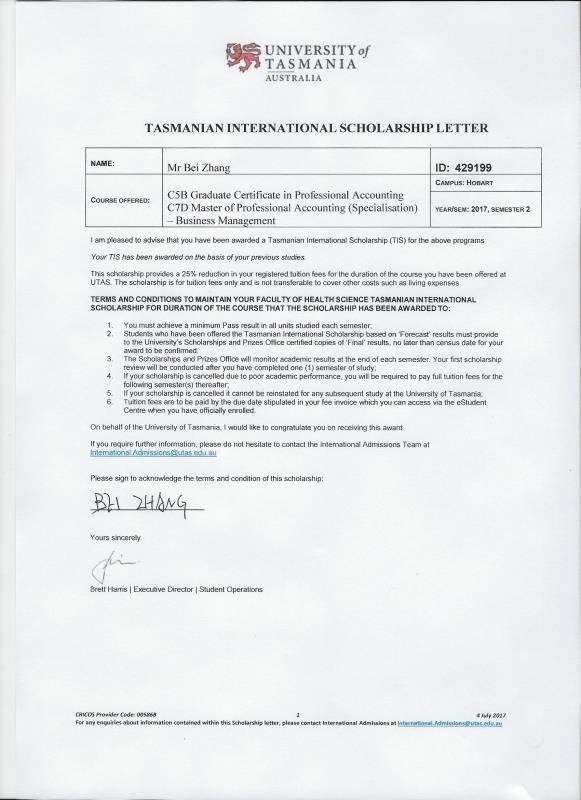 UNIVERSITY of
TASMANIA
AUSTRALIA
TASMANIAN INTERNATIONAL SCHOLARSHIP LETTER
NAME:
Mr Bei Zhang
ID: 429199
COURSE OFFERED:
C5B Graduate Certificate in Professional Accounting
C7D Master of Professional Accounting (Specialisation)
– Business Management
CAMPUS: HOBART
YEAR/SEM: 2017, SEMESTER 2
I am pleased to advise that you have been awarded a Tasmanian International Scholarship (TIS) for the above programs
Your TIS has been awarded on the basis of your previous studies.
This scholarship provides a 25% reduction in your registered tuition fees for the duration of the course you have been offered at
UTAS. The scholarship is for tuition fees only and is not transferable to cover other costs such as living expenses.
TERMS AND CONDITIONS TO MAINTAIN YOUR FACULTY OF HEALTH SCIENCE TASMANIAN INTERNATIONAL
SCHOLARSHIP FOR DURATION OF THE COURSE THAT THE SCHOLARSHIP HAS BEEN AWARDED TO:
1. You must achieve a minimum Pass result in all units studied each semester;
2. Students who have been offered the Tasmanian International Scholarship based on 'Forecast' results must provide
to the University's Scholarships and Prizes Office certified copies of 'Final' results, no later than census date for your
award to be confirmed.
3. The Scholarships and Prizes Office will monitor academic results at the end of each semester. Your first scholarship
review will be conducted after you have completed one (1) semester of study;
4. If your scholarship is cancelled due to poor academic performance, you will be required to pay full tuition fees for the
following semester(s) thereafter;
5. If your scholarship is cancelled it cannot be reinstated for any subsequent study at the University of Tasmania;
6. Tuition fees are to be paid by the due date stipulated in your fee invoice which you can access via the eStudent
Centre when you have officially enrolled.
On behalf of the University of Tasmania, I would like to congratulate you on receiving this award.
If you require further information, please do not hesitate to contact the International Admissions Team at
International.Admissions@utas.edu.au
Please sign to acknowledge the terms and condition of this scholarship:
BEI ZHANG
Yours sincerely
Brett Harris | Executive Director | Student Operations
CRICOS Provider Code: 00586B
1
4 July 2017
For any enquiries about information contained within this Scholarship letter, please contact International Admissions at International.Admissions@utas.edu.au